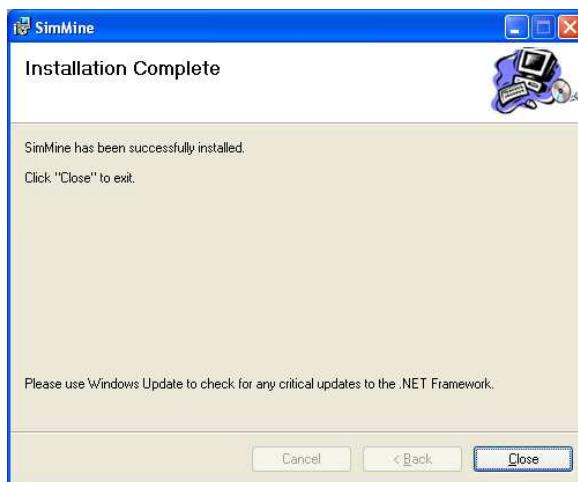 SimMine
Installation Complete
SimMine has been successfully installed.
Click "Close" to exit.
Please use Windows Update to check for any critical updates to the .NET Framework.
Cancel
< Back
Close